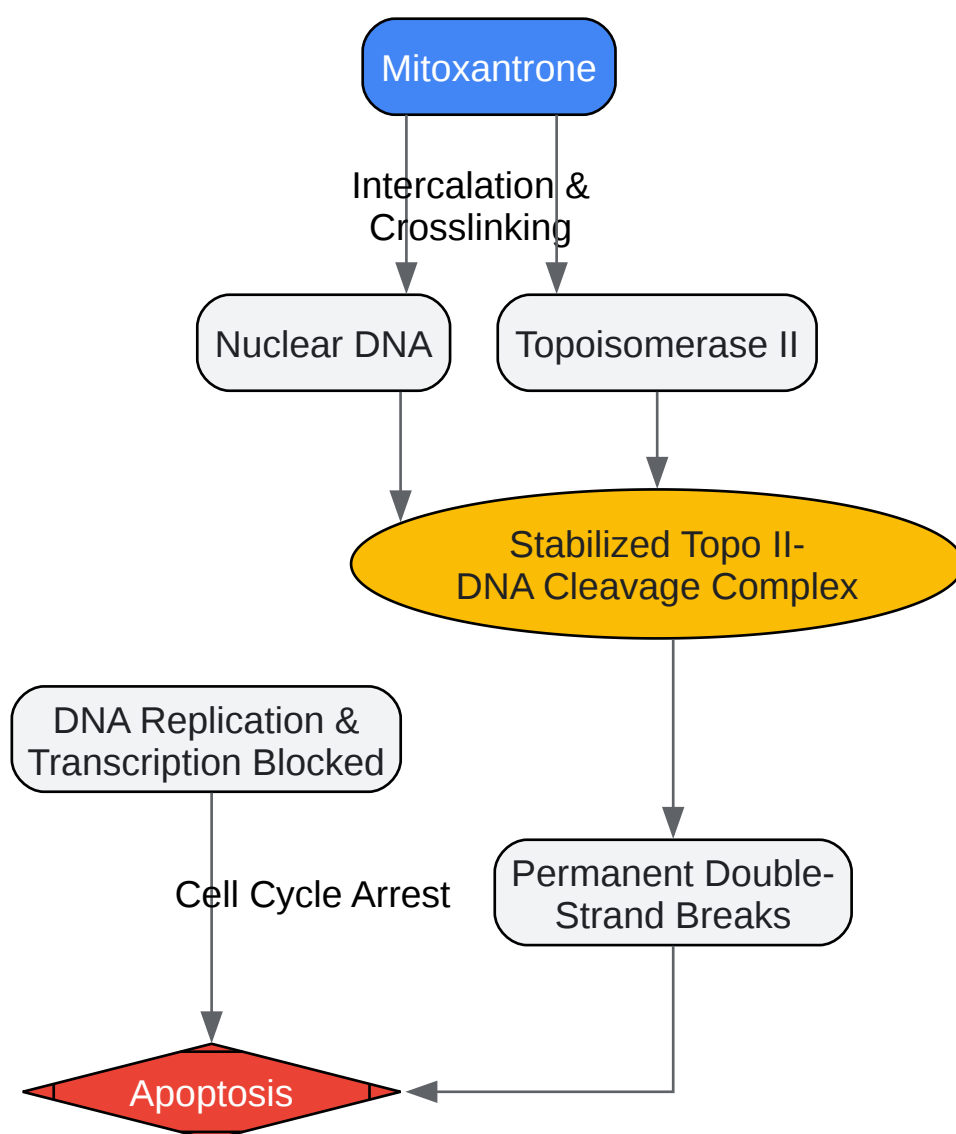 Mitoxantrone
Intercalation &
Crosslinking
Nuclear DNA
Topoisomerase II
Stabilized Topo II-
DNA Cleavage Complex
DNA Replication &
Transcription Blocked
Permanent Double-
Strand Breaks
Cell Cycle Arrest
Apoptosis